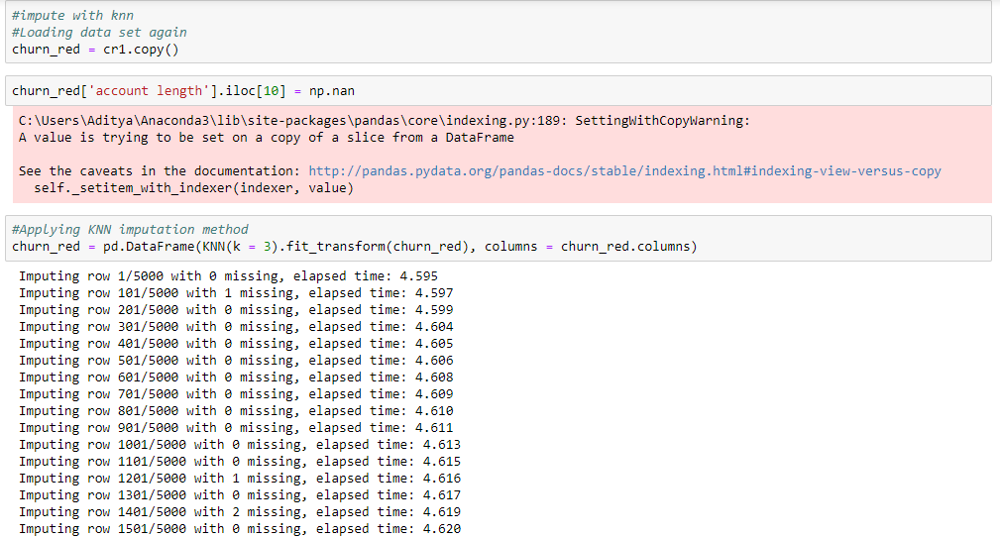 #impute with knn
#Loading data set again
churn_red = cr1.copy()
churn_red['account length'].iloc[10] = np.nan
C:\Users\Aditya\Anaconda3\lib\site-packages\pandas\core\indexing.py:189: SettingWithCopyWarning:
A value is trying to be set on a copy of a slice from a DataFrame
See the caveats in the documentation: http://pandas.pydata.org/pandas-docs/stable/indexing.html#indexing-view-versus-copy
self._setitem_with_indexer(indexer, value)
#Applying KNN imputation method
churn_red = pd.DataFrame(KNN(k = 3).fit_transform(churn_red), columns = churn_red.columns)
Imputing row 1/5000 with 0 missing, elapsed time: 4.595
Imputing row 101/5000 with 1 missing, elapsed time: 4.597
Imputing row 201/5000 with 0 missing, elapsed time: 4.599
Imputing row 301/5000 with 0 missing, elapsed time: 4.604
Imputing row 401/5000 with 0 missing, elapsed time: 4.605
Imputing row 501/5000 with 0 missing, elapsed time: 4.606
Imputing row 601/5000 with 0 missing, elapsed time: 4.608
Imputing row 701/5000 with 0 missing, elapsed time: 4.609
Imputing row 801/5000 with 0 missing, elapsed time: 4.610
Imputing row 901/5000 with 0 missing, elapsed time: 4.611
Imputing row 1001/5000 with 0 missing, elapsed time: 4.613
Imputing row 1101/5000 with 0 missing, elapsed time: 4.615
Imputing row 1201/5000 with 1 missing, elapsed time: 4.616
Imputing row 1301/5000 with 0 missing, elapsed time: 4.617
Imputing row 1401/5000 with 2 missing, elapsed time: 4.619
Imputing row 1501/5000 with 0 missing, elapsed time: 4.620